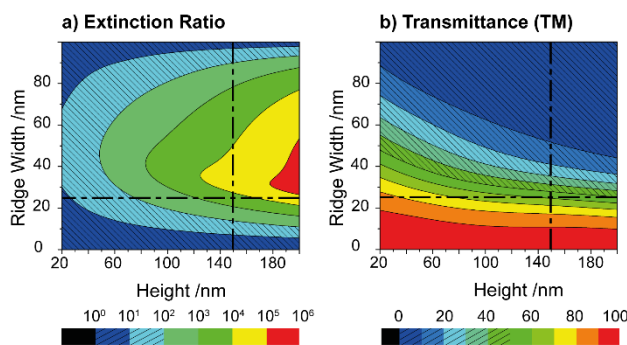 a) Extinction Ratio
b) Transmittance (TM)
Ridge Width /nm
80
60
40
20
0
20 60 100 140 180
Height /nm
10⁰ 10¹ 10² 10³ 10⁴ 10⁵ 10⁶
Ridge Width /nm
80
60
40
20
0
20 60 100 140 180
Height /nm
0 20 40 60 80 100